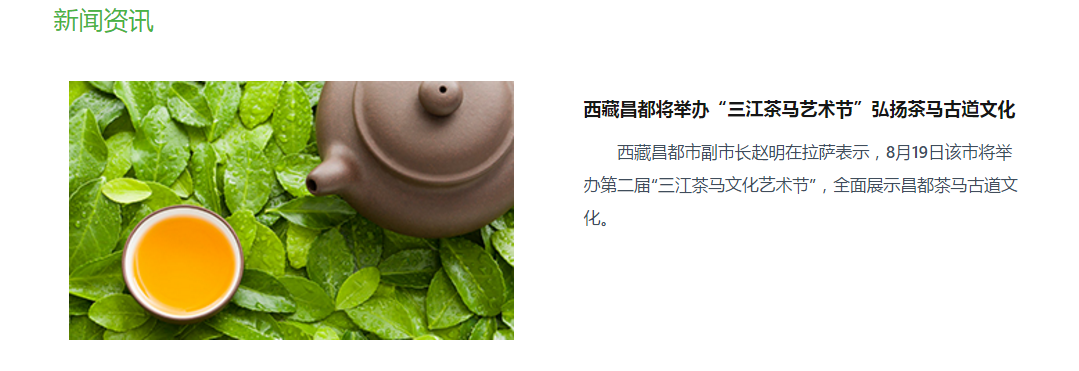 新闻资讯
西藏昌都将举办“三江茶马艺术节”弘扬茶马古道文化
西藏昌都市副市长赵明在拉萨表示，8月19日该市将举
办第二届“三江茶马文化艺术节”，全面展示昌都茶马古道文
化。